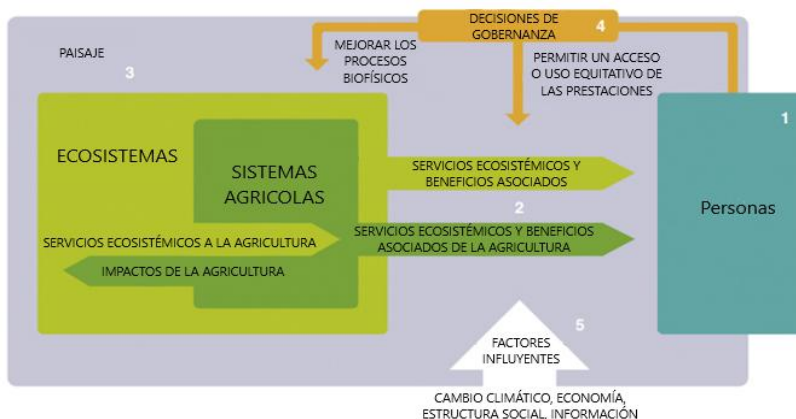 DECISIONES DE
GOBERNANZA
4
PAISAJE
3
MEJORAR LOS
PROCESOS
BIOFÍSICOS
PERMITIR UN ACCESO
O USO EQUITATIVO DE
LAS PRESTACIONES
1
ECOSISTEMAS
SISTEMAS
AGRICOLAS
SERVICIOS ECOSISTÉMICOS Y
BENEFICIOS ASOCIADOS
2
Personas
SERVICIOS ECOSISTÉMICOS A LA AGRICULTURA
SERVICIOS ECOSISTÉMICOS Y BENEFICIOS
ASOCIADOS DE LA AGRICULTURA
IMPACTOS DE LA AGRICULTURA
5
FACTORES
INFLUYENTES
CAMBIO CLIMÁTICO, ECONOMÍA,
ESTRUCTURA SOCIAL, INFORMACIÓN